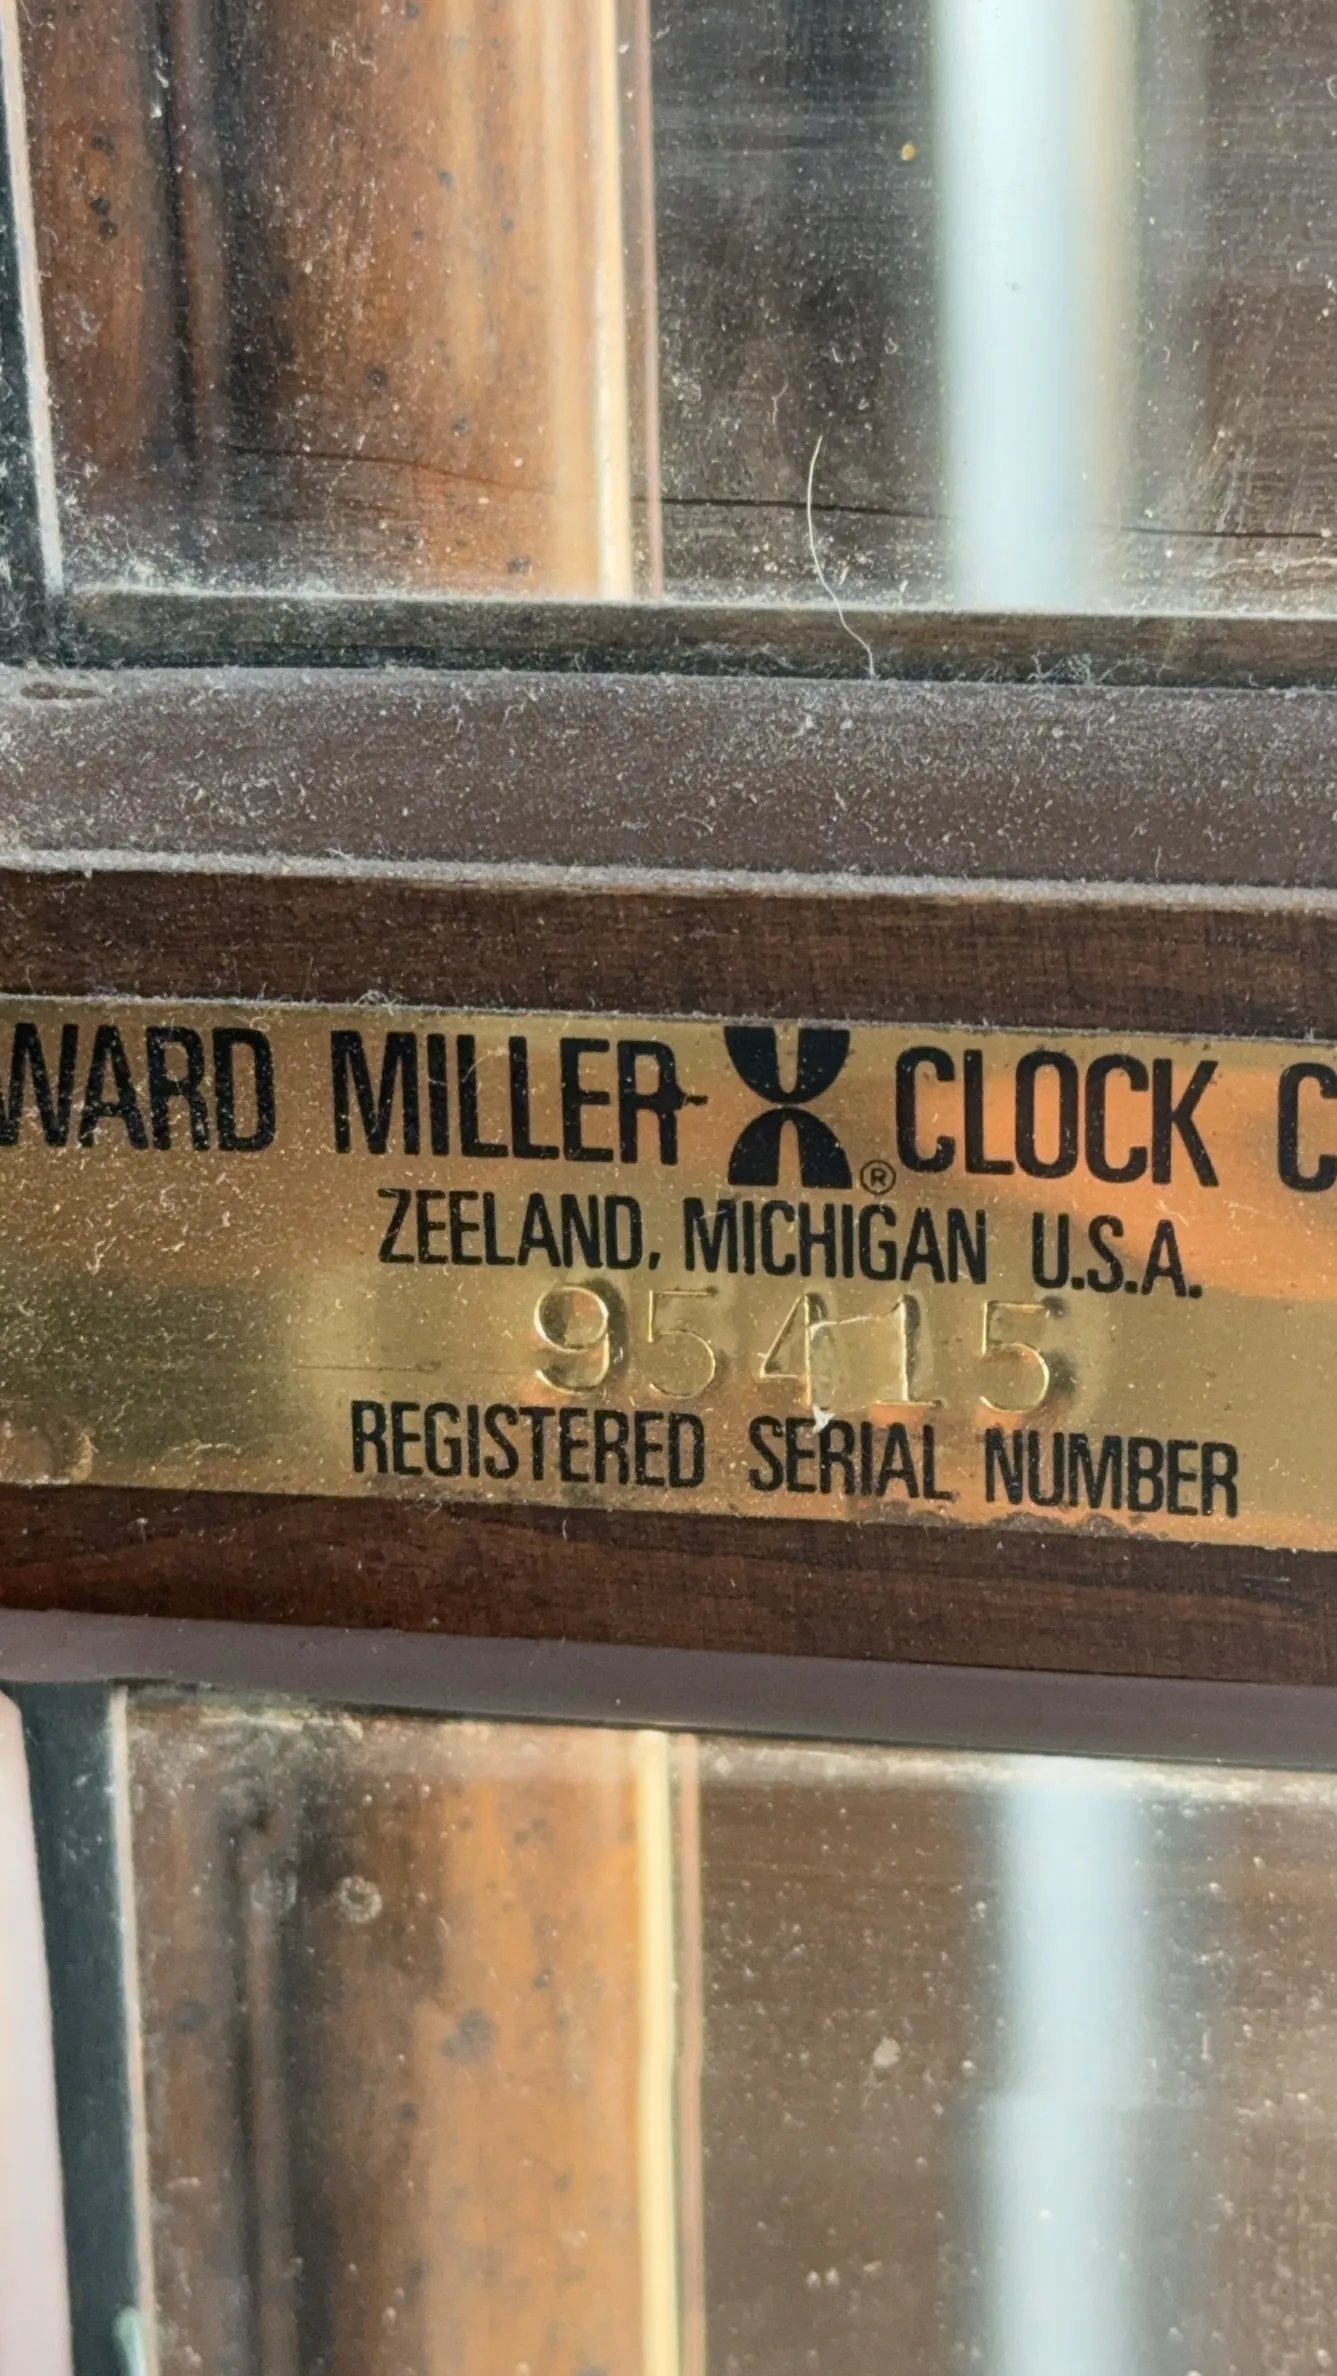 WARD MILLER ® CLOCK C
ZEELAND, MICHIGAN U.S.A.
95415
REGISTERED SERIAL NUMBER